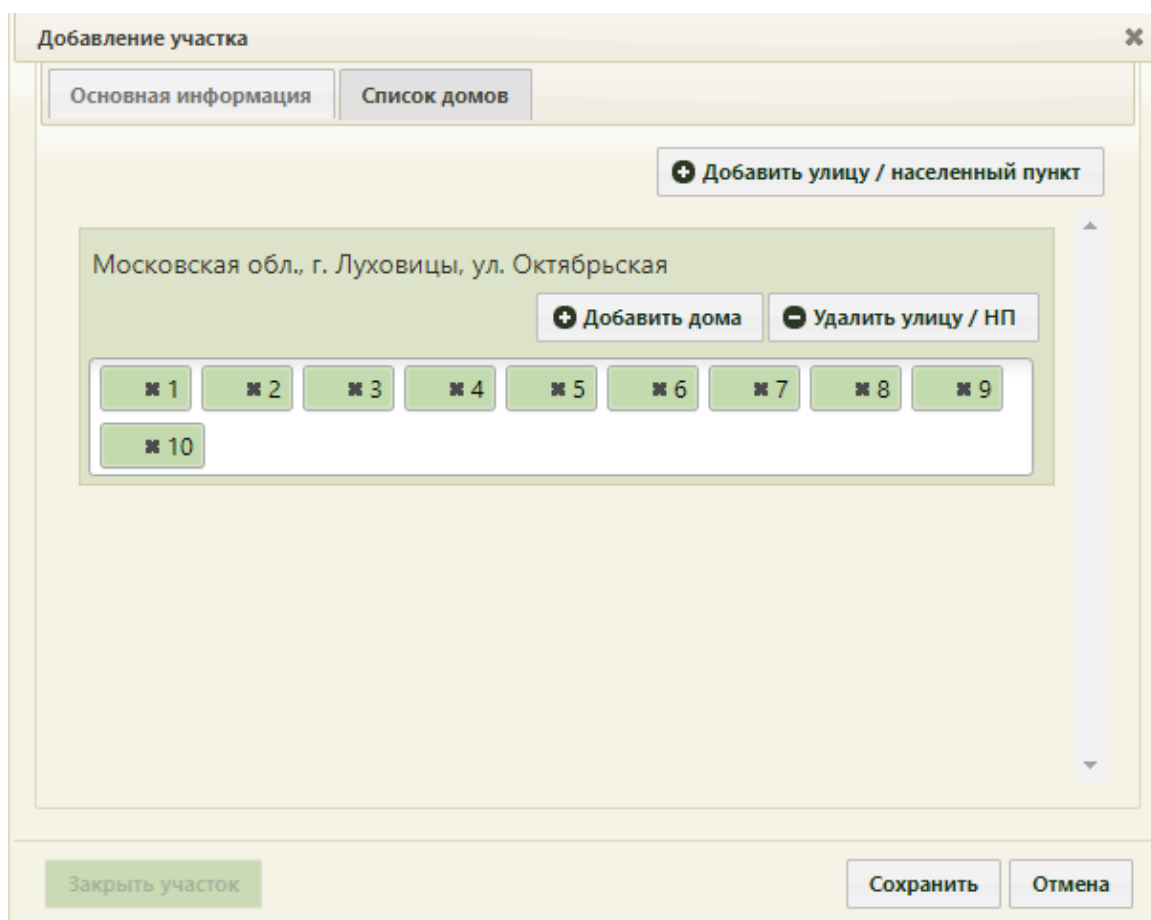 Добавление участка
Основная информация Список домов
Добавить улицу / населенный пункт
Московская обл., г. Луховицы, ул. Октябрьская
Добавить дома Удалить улицу / НП
1 2 3 4 5 6 7 8 9
10
Закрыть участок Сохранить Отмена